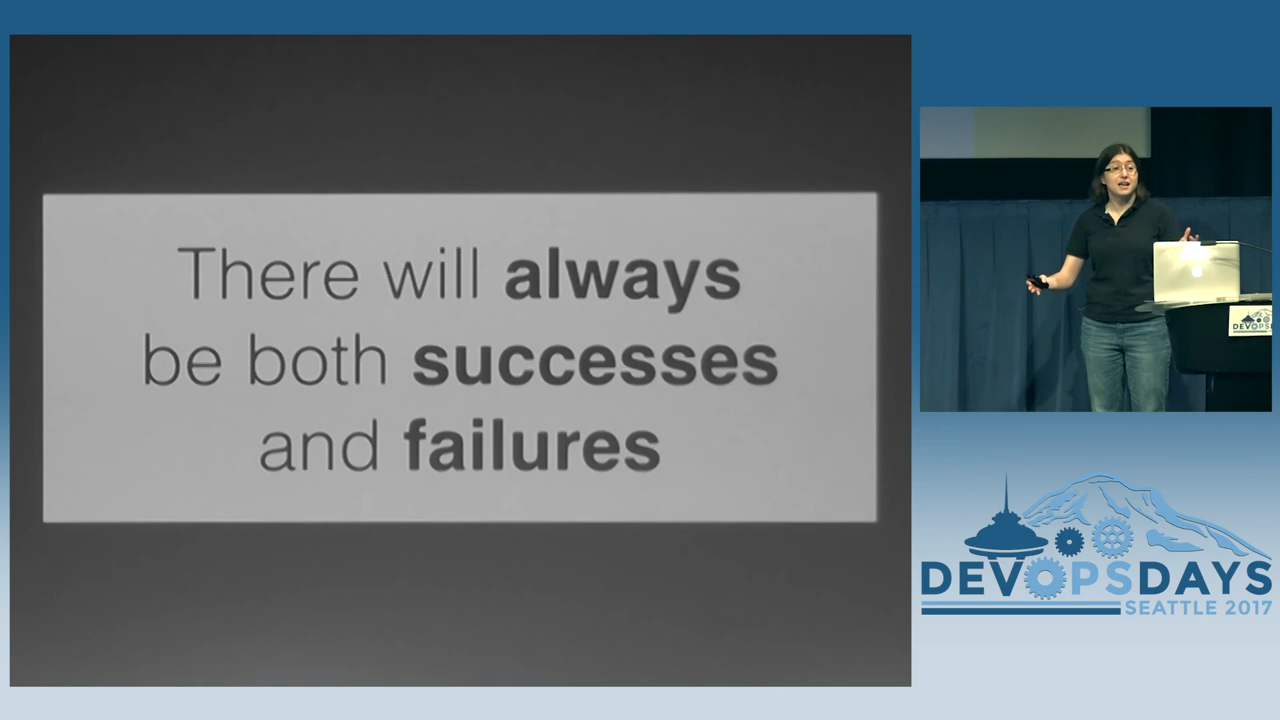 There will always
be both successes
and failures
DEVOPSDAYS
SEATTLE 2017